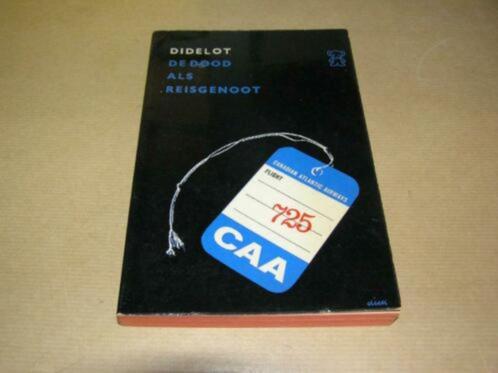 DIDELOT
DE DOOD
ALS
REISGENOOT
CANADIAN ATLANTIC AIRWAYS
FLIGHT
725
CAA